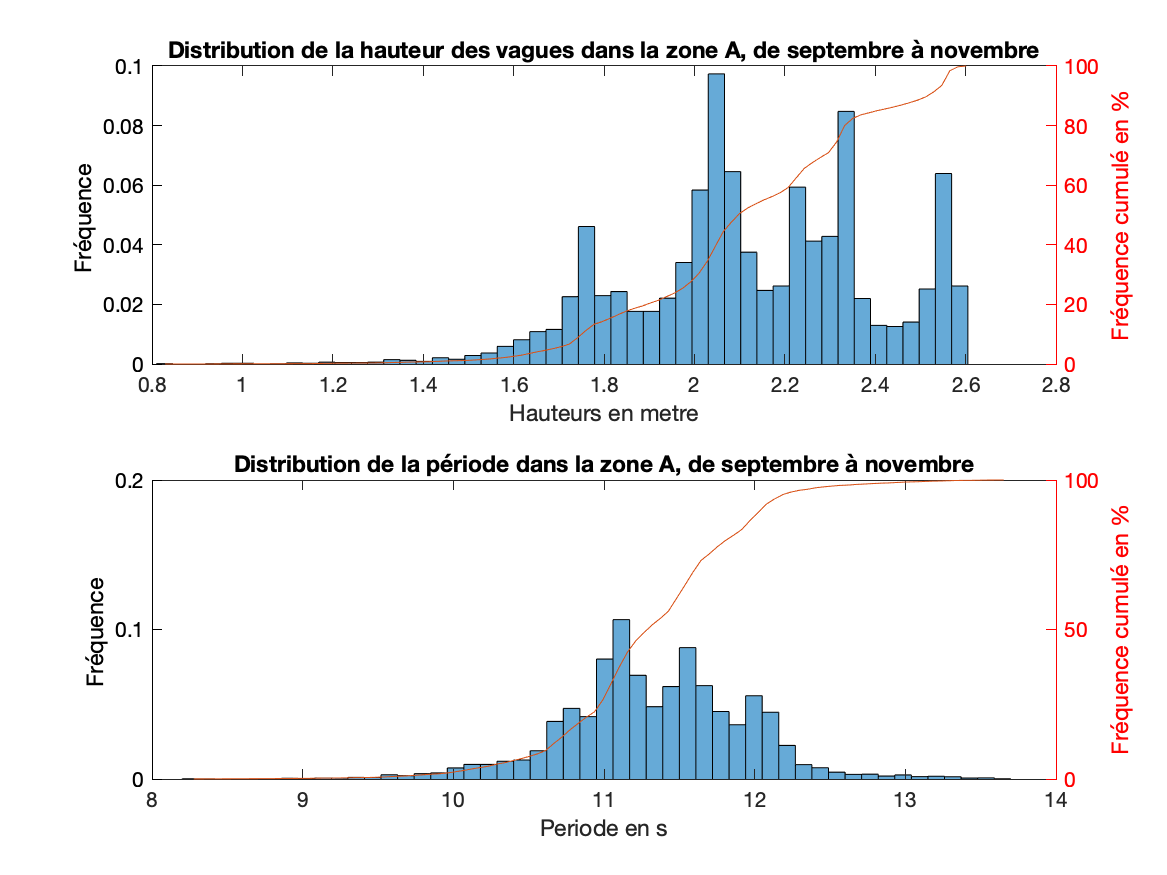 Distribution de la hauteur des vagues dans la zone A, de septembre à novembre
0.1
0.08
0.06
0.04
0.02
0
Fréquence
100
80
60
40
20
0
Fréquence cumulé en %
0.8 1 1.2 1.4 1.6 1.8 2 2.2 2.4 2.6 2.8
Hauteurs en metre
Distribution de la période dans la zone A, de septembre à novembre
0.2
0.1
0
Fréquence
100
50
0
Fréquence cumulé en %
8 9 10 11 12 13 14
Periode en s